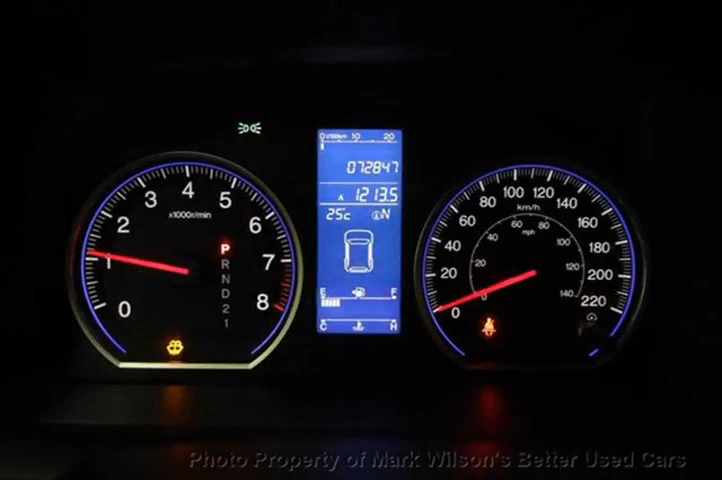 0 l/100km 10 20
072847
A 1213.5
25c N
E F
C H
0 1 2 3 4 5 6 7 8
x1000r/min
P
R
N
D
2
1
0 20 40 60 80 100 120 140 160 180 200 220
km/h
mph
0 20 40 60 80 100 120 140
Photo Property of Mark Wilson's Better Used Cars